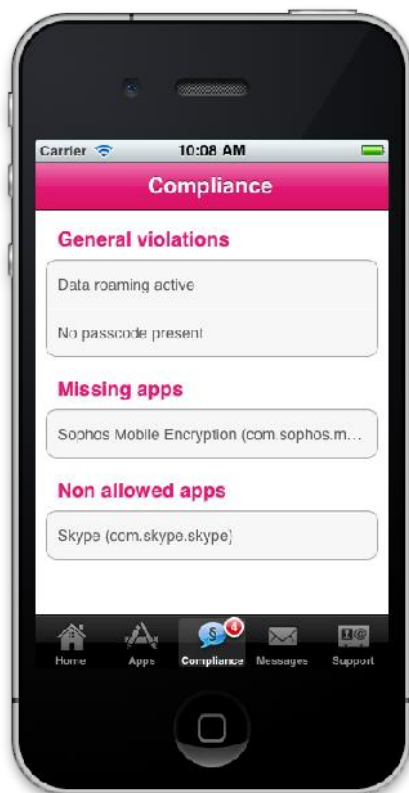 Carrier 10:08 AM
Compliance
General violations
Data roaming active
No passcode present
Missing apps
Sophos Mobile Encryption (com.sophos.m...
Non allowed apps
Skype (com.skype.skype)
§ 4
Home Apps Compliance Messages Support